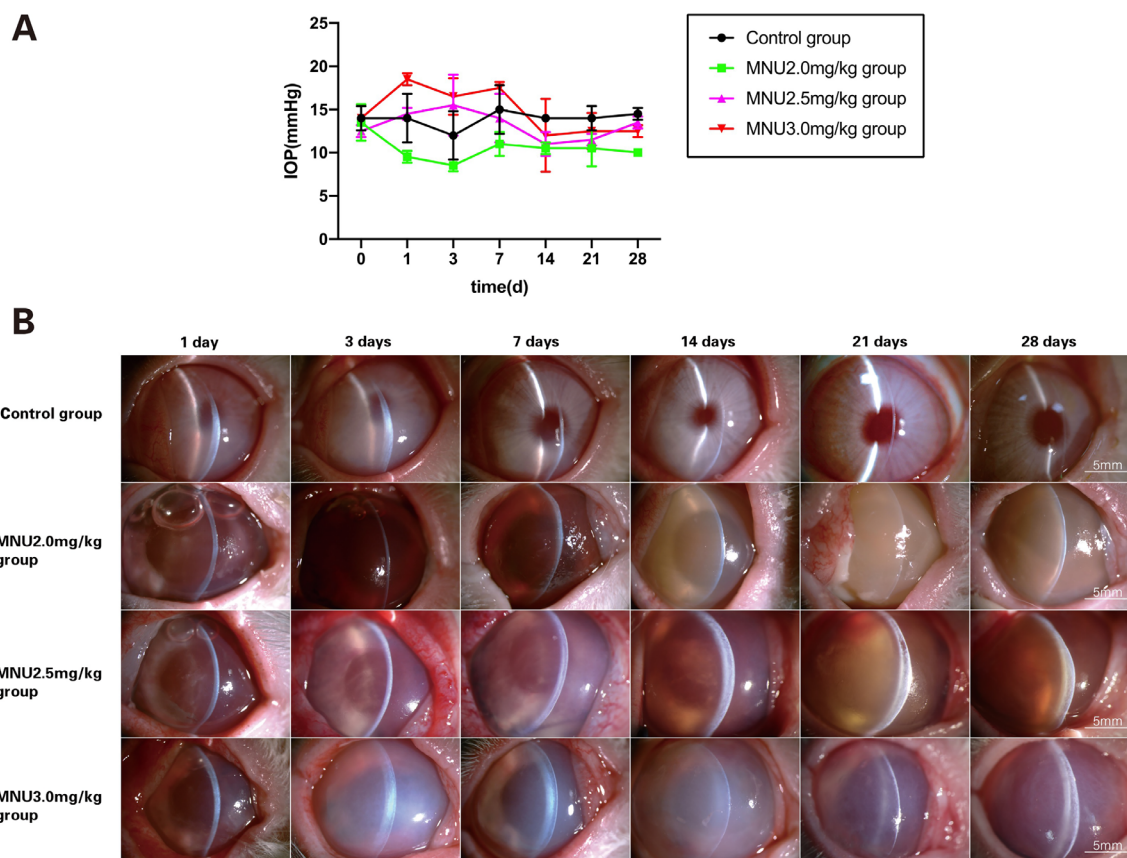 A
25
20
15
10
5
0
IOP(mmHg)
0 1 3 7 14 21 28
time(d)
Control group
MNU2.0mg/kg group
MNU2.5mg/kg group
MNU3.0mg/kg group
B
1 day 3 days 7 days 14 days 21 days 28 days
Control group
5mm
MNU2.0mg/kg
group
5mm
MNU2.5mg/kg
group
5mm
MNU3.0mg/kg
group
5mm